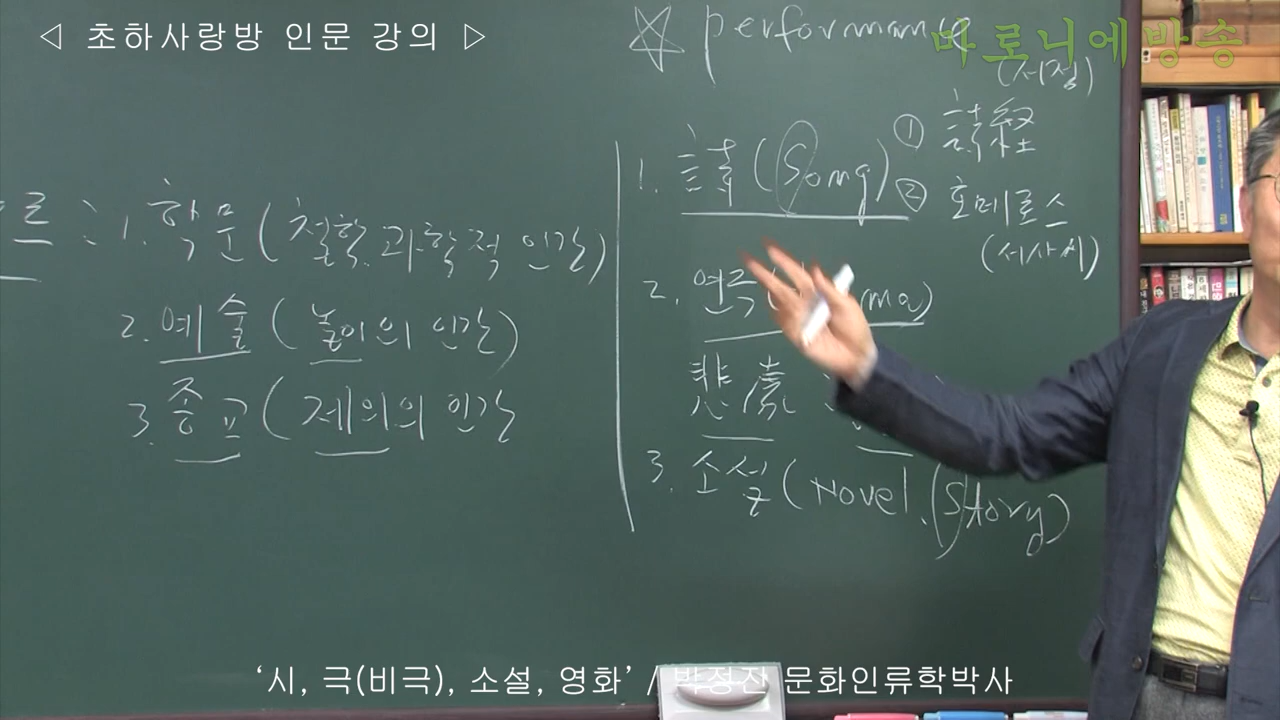 ◁ 초하사랑방 인문 강의 ▷
바로니에방송
☆ performance
(서정)
1. 학문(철학.과학적 인간)
2. 예술(놀이의 인간)
3. 종교(제의의 인간
1. 詩(Song)
① 詩経
② 호메로스
(서사시)
2. 연극( ma)
悲劇
3. 소설(Novel.(Story)
‘시, 극(비극), 소설, 영화’ / 박정진 문화인류학박사